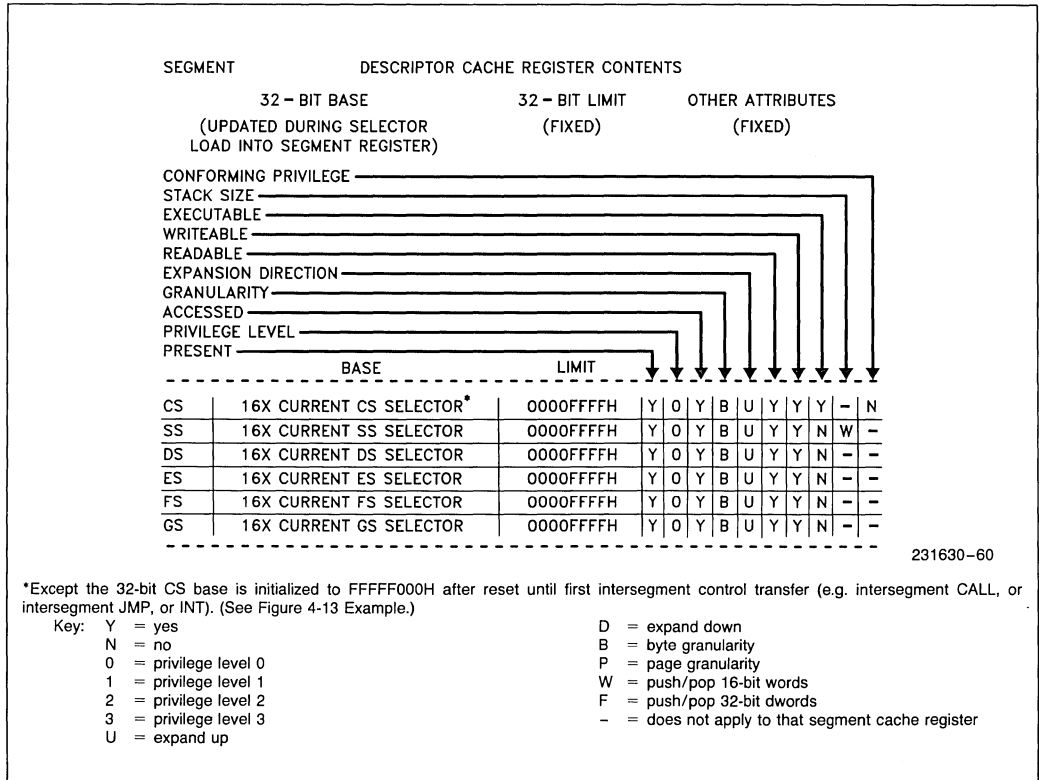 SEGMENT DESCRIPTOR CACHE REGISTER CONTENTS
32 – BIT BASE 32 – BIT LIMIT OTHER ATTRIBUTES
(UPDATED DURING SELECTOR (FIXED) (FIXED)
LOAD INTO SEGMENT REGISTER)
CONFORMING PRIVILEGE
STACK SIZE
EXECUTABLE
WRITEABLE
READABLE
EXPANSION DIRECTION
GRANULARITY
ACCESSED
PRIVILEGE LEVEL
PRESENT
BASE LIMIT
CS 16X CURRENT CS SELECTOR* 0000FFFFH Y 0 Y B U Y Y Y – N
SS 16X CURRENT SS SELECTOR 0000FFFFH Y 0 Y B U Y Y N W –
DS 16X CURRENT DS SELECTOR 0000FFFFH Y 0 Y B U Y Y N – –
ES 16X CURRENT ES SELECTOR 0000FFFFH Y 0 Y B U Y Y N – –
FS 16X CURRENT FS SELECTOR 0000FFFFH Y 0 Y B U Y Y N – –
GS 16X CURRENT GS SELECTOR 0000FFFFH Y 0 Y B U Y Y N – –
231630–60
*Except the 32-bit CS base is initialized to FFFFF000H after reset until first intersegment control transfer (e.g. intersegment CALL, or
intersegment JMP, or INT). (See Figure 4-13 Example.)
Key: Y = yes D = expand down
N = no B = byte granularity
0 = privilege level 0 P = page granularity
1 = privilege level 1 W = push/pop 16-bit words
2 = privilege level 2 F = push/pop 32-bit dwords
3 = privilege level 3 – = does not apply to that segment cache register
U = expand up